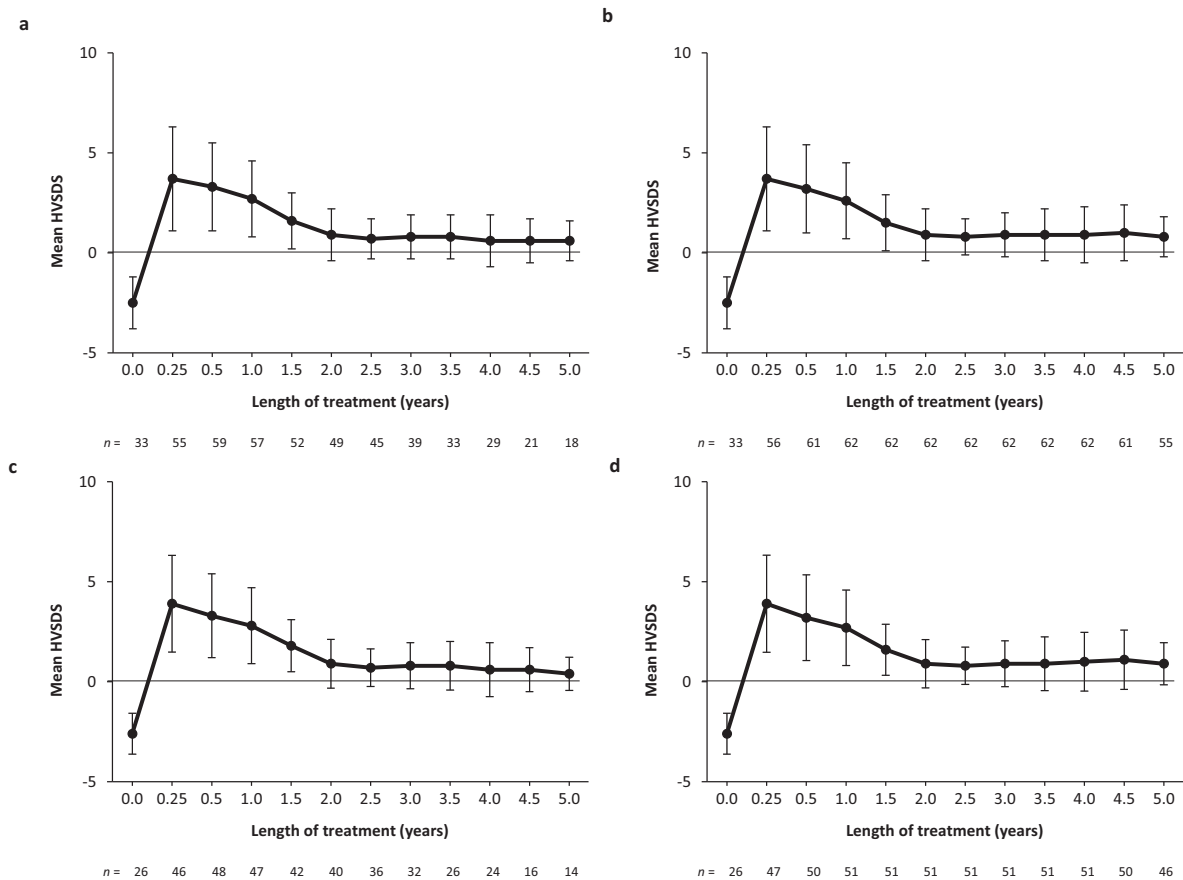 a
10
5
0
-5
Mean HVSDS
0.0 0.25 0.5 1.0 1.5 2.0 2.5 3.0 3.5 4.0 4.5 5.0
Length of treatment (years)
n = 33 55 59 57 52 49 45 39 33 29 21 18
b
10
5
0
-5
Mean HVSDS
0.0 0.25 0.5 1.0 1.5 2.0 2.5 3.0 3.5 4.0 4.5 5.0
Length of treatment (years)
n = 33 56 61 62 62 62 62 62 62 62 61 55
c
10
5
0
-5
Mean HVSDS
0.0 0.25 0.5 1.0 1.5 2.0 2.5 3.0 3.5 4.0 4.5 5.0
Length of treatment (years)
n = 26 46 48 47 42 40 36 32 26 24 16 14
d
10
5
0
-5
Mean HVSDS
0.0 0.25 0.5 1.0 1.5 2.0 2.5 3.0 3.5 4.0 4.5 5.0
Length of treatment (years)
n = 26 47 50 51 51 51 51 51 51 51 50 46